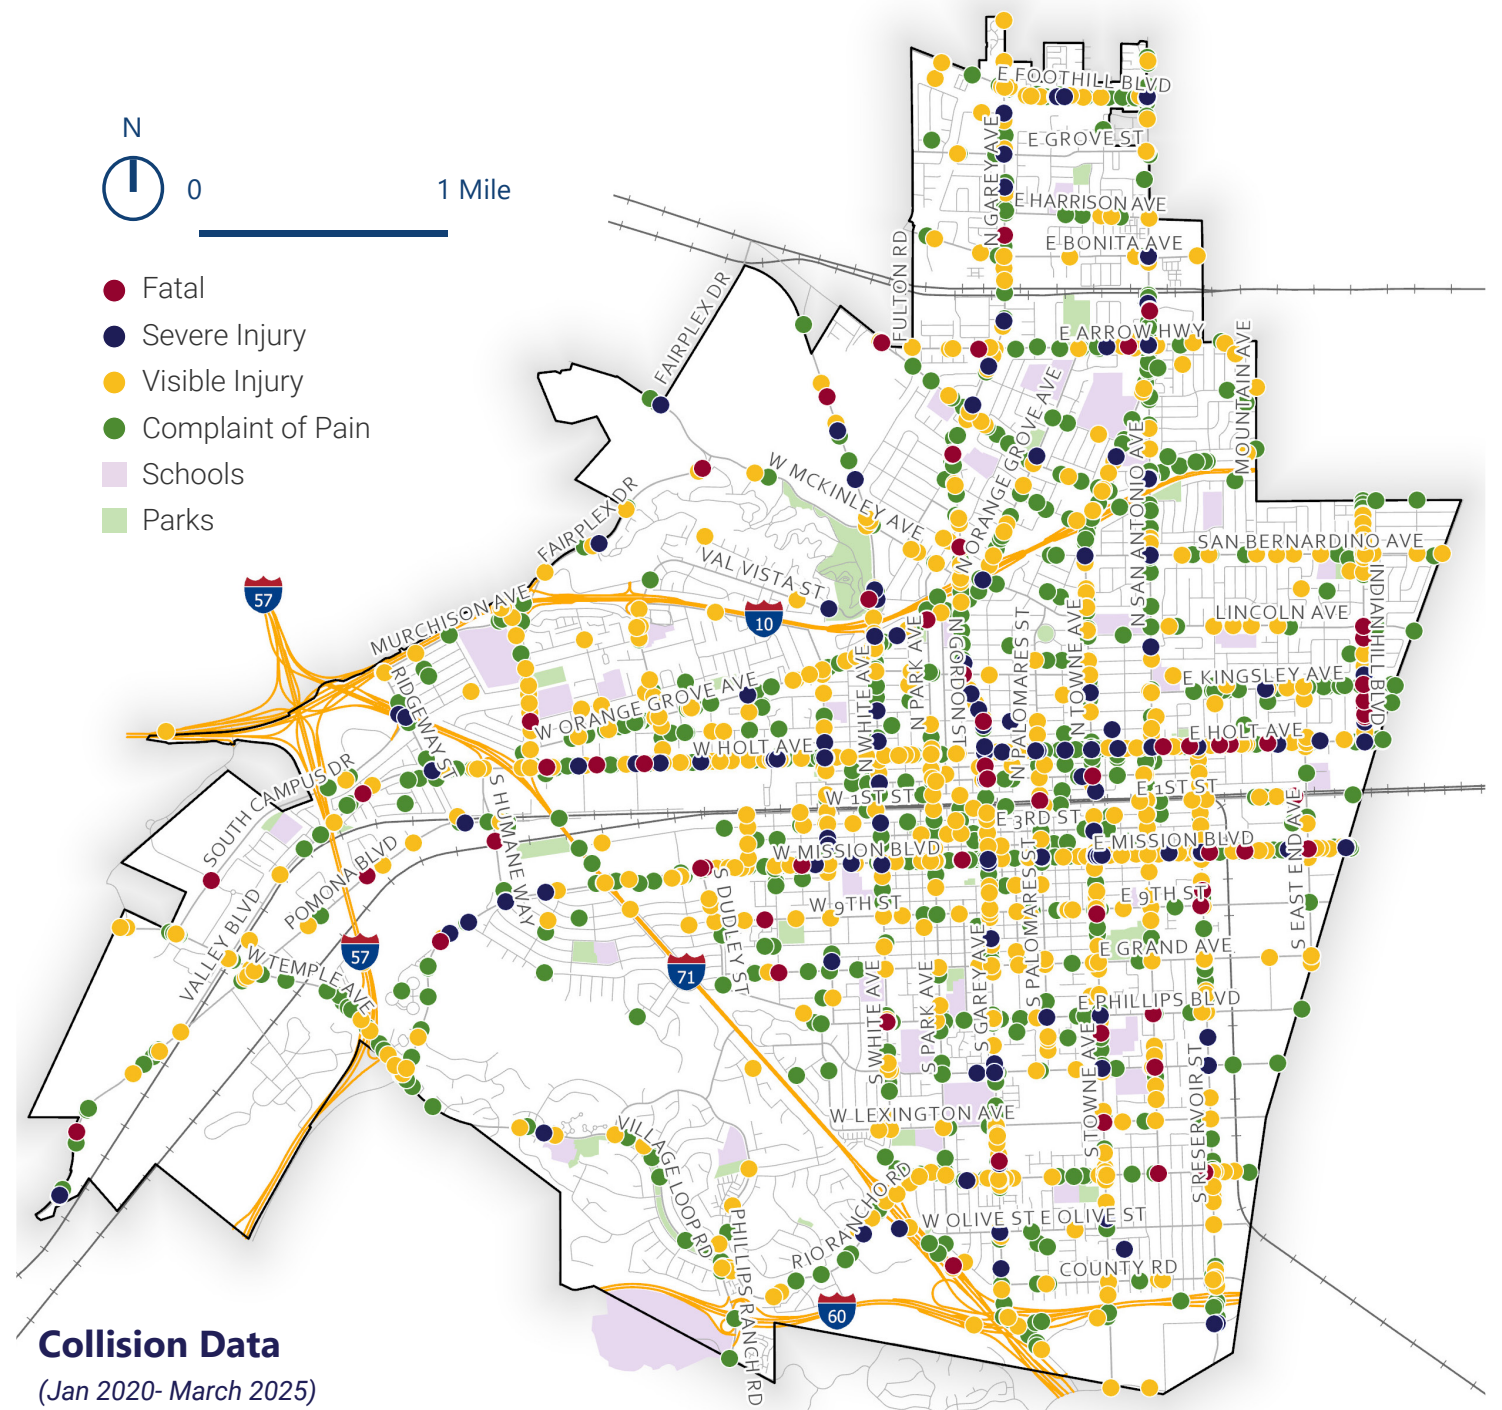 N
0
1 Mile
Fatal
Severe Injury
Visible Injury
Complaint of Pain
Schools
Parks
E FOOTHILL BLVD
E GROVE ST
N GAREY AVE
E HARRISON AVE
E BONITA AVE
FULTON RD
E ARROW HWY
FAIRPLEX DR
MOUNTAIN AVE
W ORANGE GROVE AVE
N SAN ANTONIO AVE
W MCKINLEY AVE
FAIRPLEX DR
SAN BERNARDINO AVE
VAL VISTA ST
INDIAN HILL BLVD
57
10
LINCOLN AVE
MURCHISON AVE
N TOWNE AVE
N PALOMARES ST
N PARK AVE
N GORDON ST
N WHITE AVE
E KINGSLEY AVE
RIDGEWAY ST
W ORANGE GROVE AVE
W HOLT AVE
E HOLT AVE
SOUTH CAMPUS DR
S HUMANE WAY
W 1ST ST
E 1ST ST
E 3RD ST
S EAST END AVE
POMONA BLVD
W MISSION BLVD
E MISSION BLVD
S DUDLEY ST
S PALOMARES ST
W 9TH ST
E 9TH ST
VALLEY BLVD
57
W TEMPLE AVE
71
S GAREY AVE
E GRAND AVE
S WHITE AVE
S PARK AVE
E PHILLIPS BLVD
S TOWNE AVE
S RESERVOIR ST
W LEXINGTON AVE
VILLAGE LOOP RD
RIO RANCHO RD
PHILLIPS RANCH RD
W OLIVE ST
E OLIVE ST
COUNTY RD
60
Collision Data
(Jan 2020- March 2025)